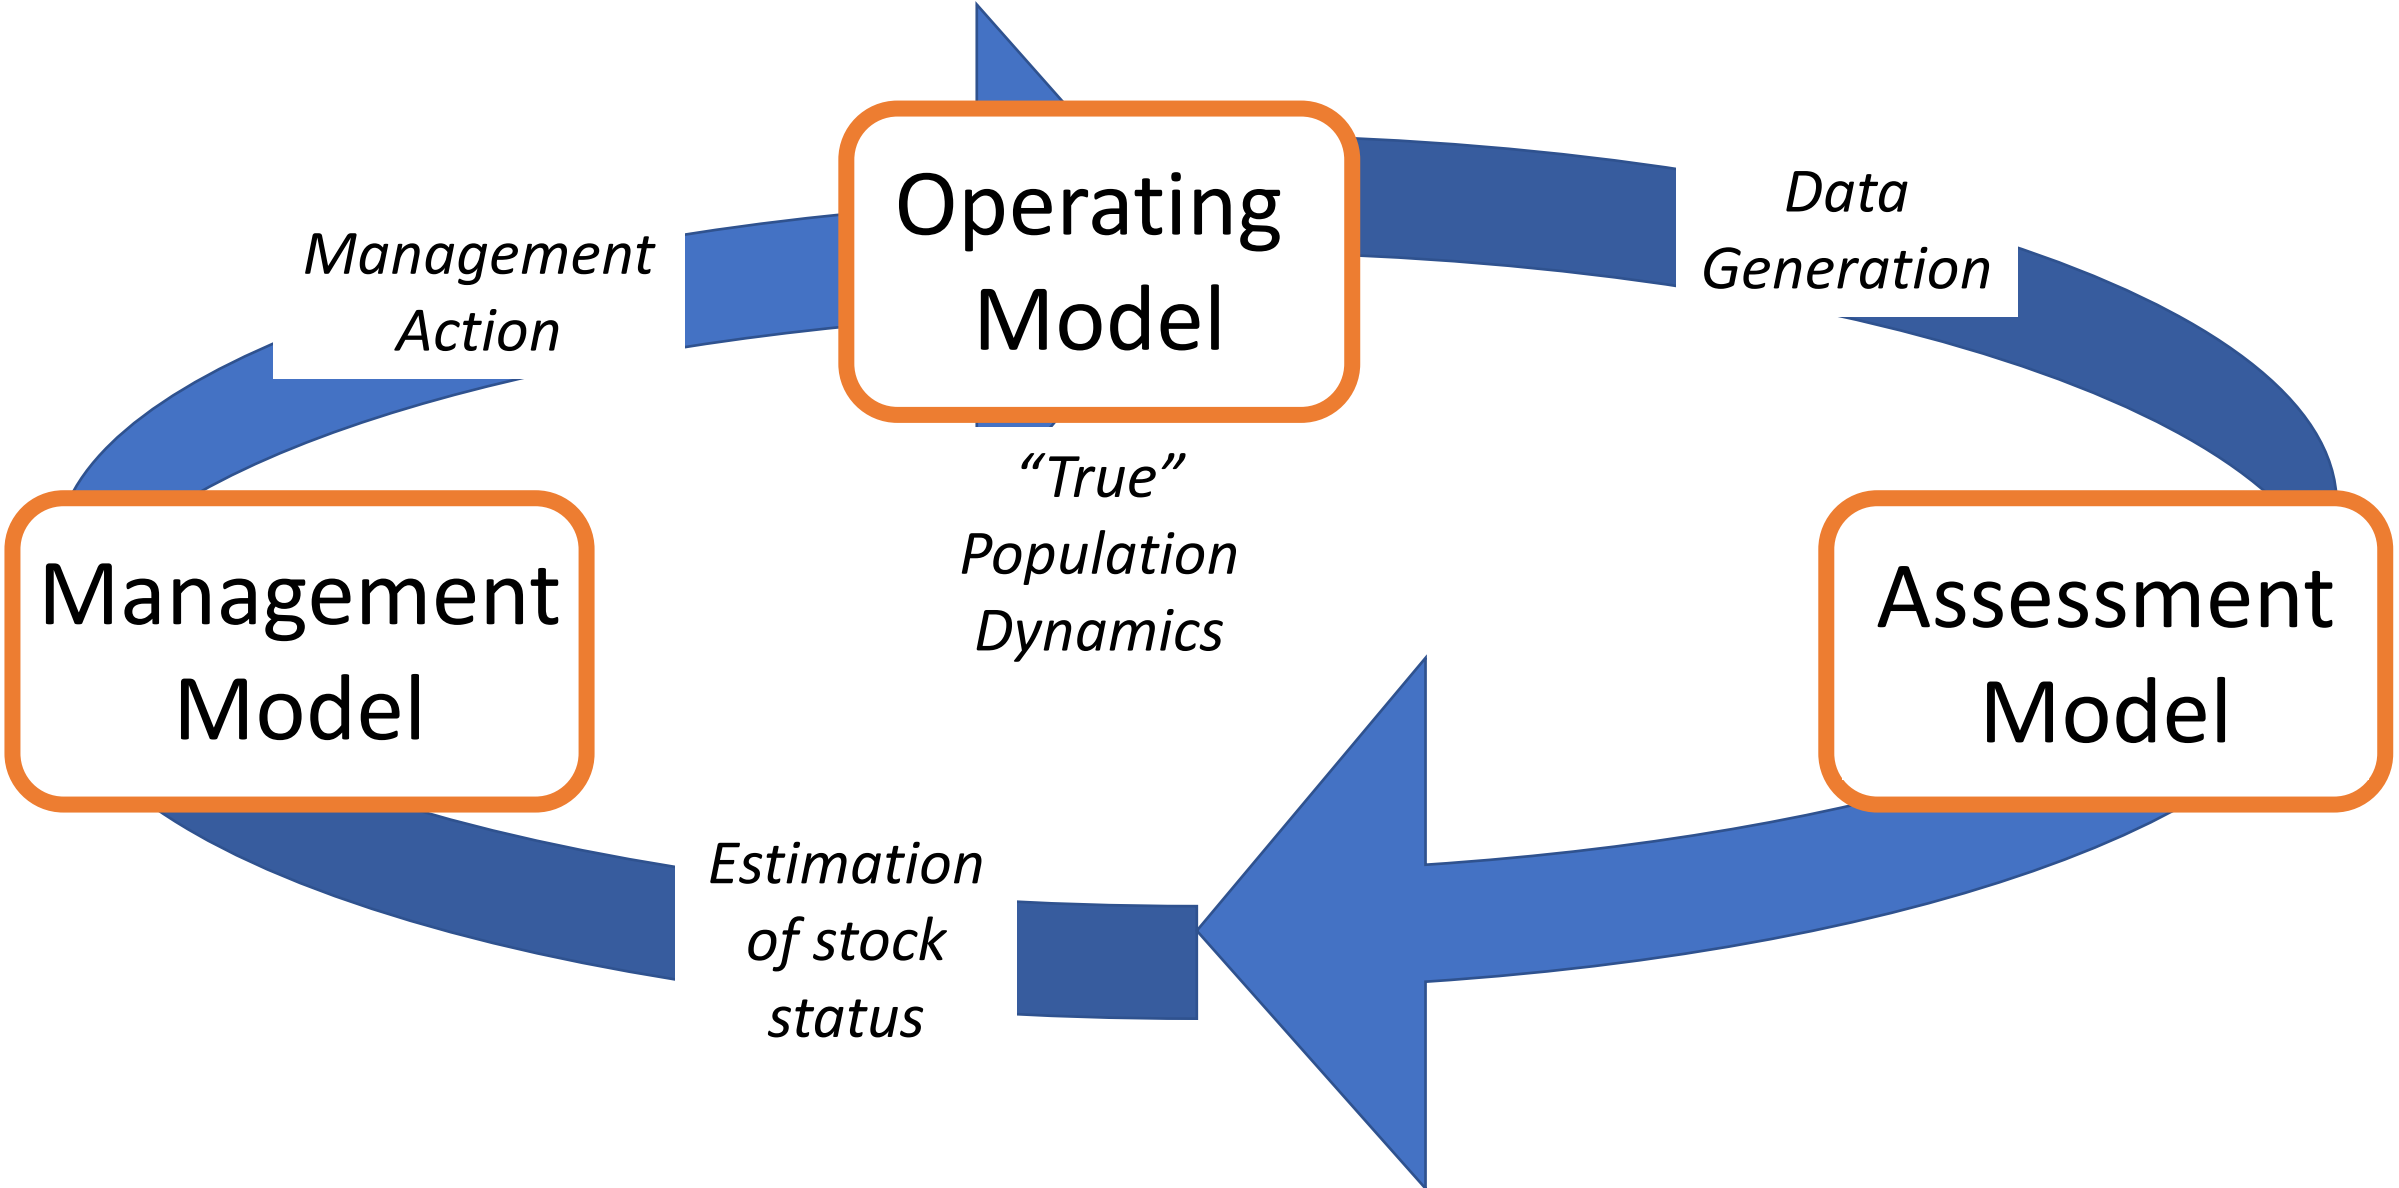 Operating
Model
Data
Generation
Management
Action
“True”
Population
Dynamics
Management
Model
Assessment
Model
Estimation
of stock
status